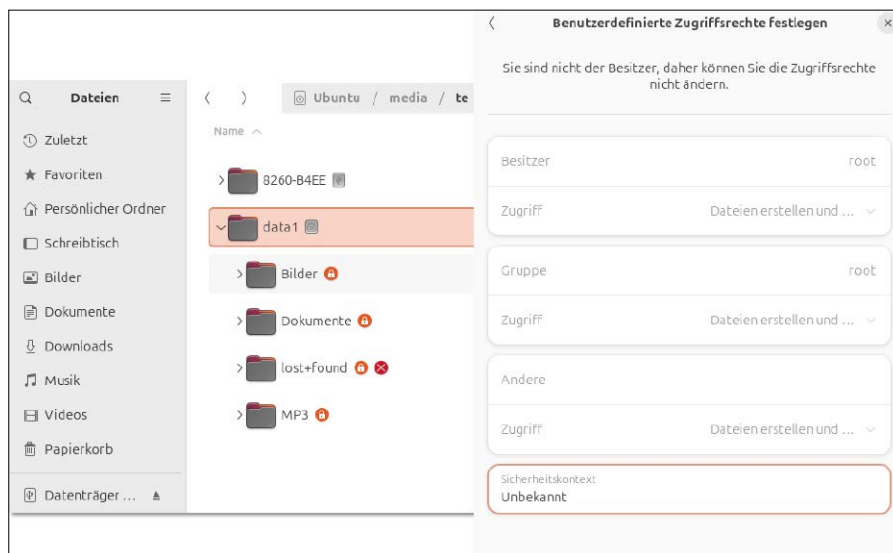 Benutzerdefinierte Zugriffsrechte festlegen
Sie sind nicht der Besitzer, daher können Sie die Zugriffsrechte
nicht ändern.
Dateien
Ubuntu / media / te
Name
Zuletzt
Favoriten
Persönlicher Ordner
Schreibtisch
Bilder
Dokumente
Downloads
Musik
Videos
Papierkorb
Datenträger ...
8260-B4EE
data1
Bilder
Dokumente
lost+found
MP3
Besitzer root
Zugriff Dateien erstellen und ...
Gruppe root
Zugriff Dateien erstellen und ...
Andere
Zugriff Dateien erstellen und ...
Sicherheitskontext
Unbekannt